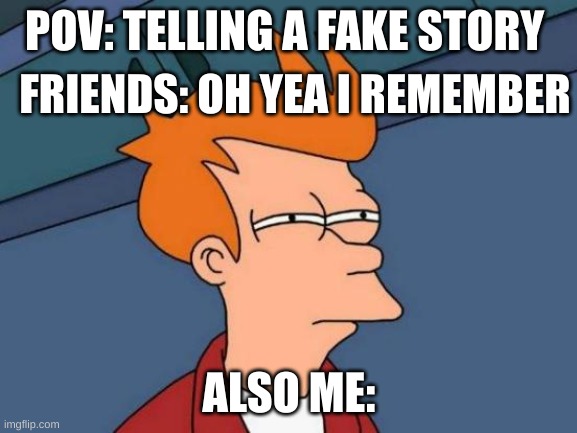 POV: TELLING A FAKE STORY
FRIENDS: OH YEA I REMEMBER
ALSO ME:
imgflip.com